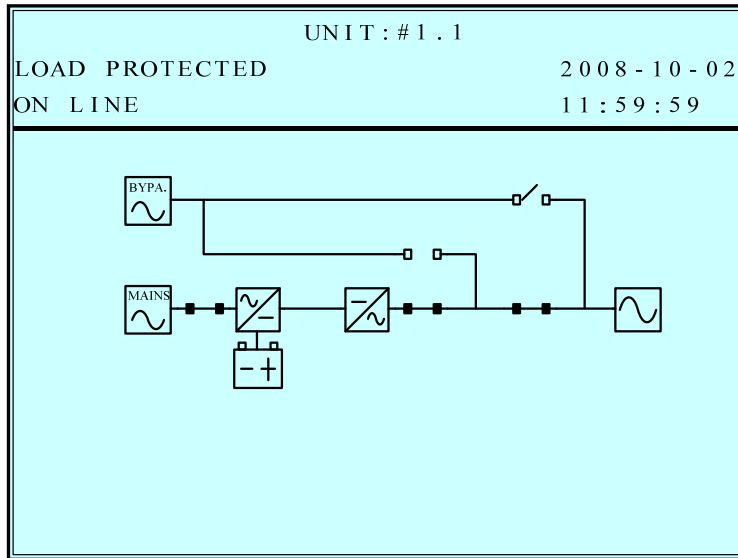 UNIT:#1.1
LOAD PROTECTED 2008-10-02
ON LINE 11:59:59
BYPA.
MAINS